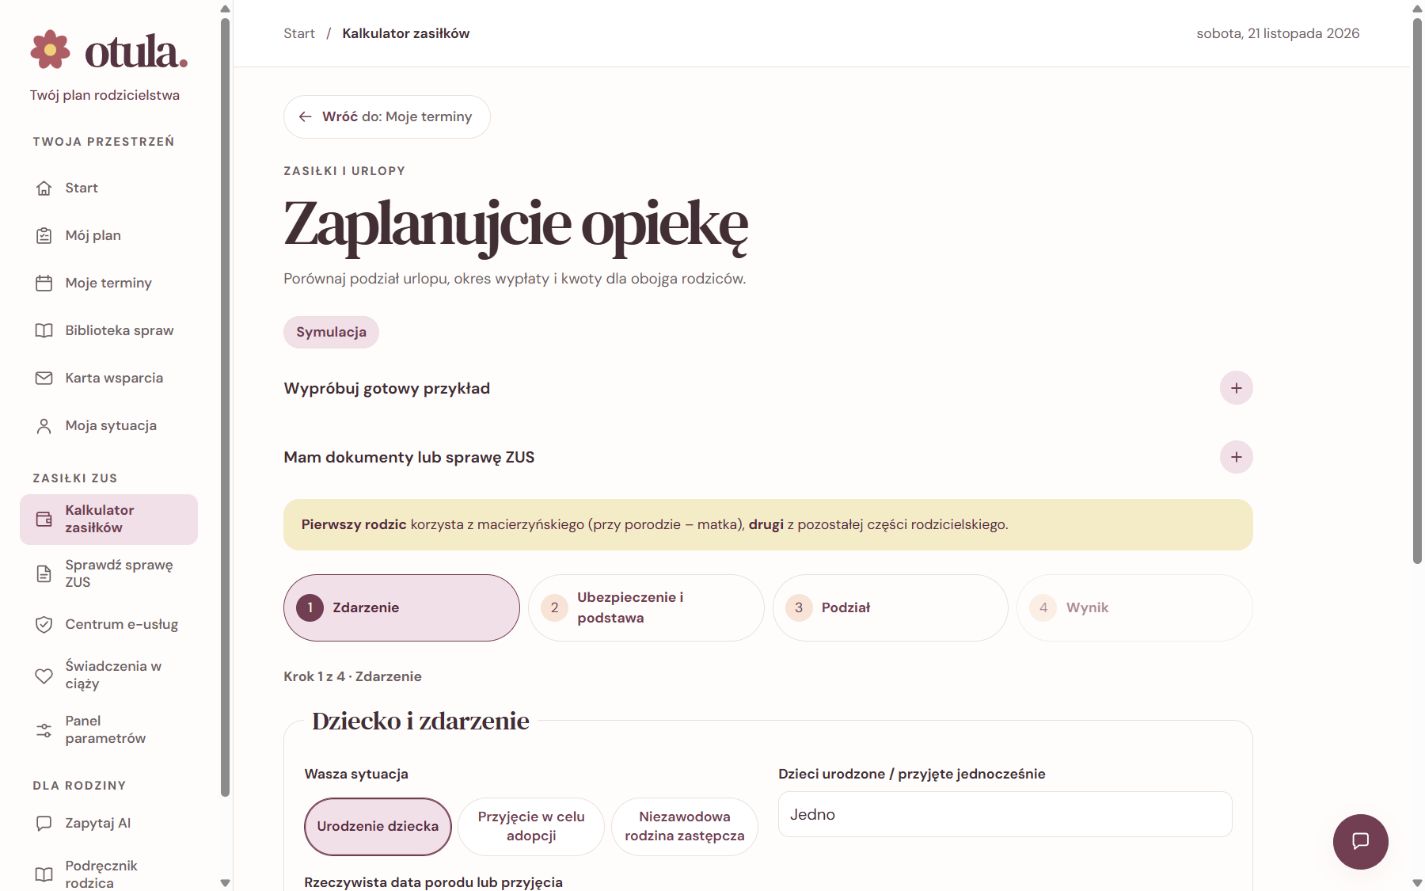 otula.
Twój plan rodzicielstwa
TWOJA PRZESTRZEŃ
Start
Mój plan
Moje terminy
Biblioteka spraw
Karta wsparcia
Moja sytuacja
ZASIŁKI ZUS
Kalkulator
zasiłków
Sprawdź sprawę
ZUS
Centrum e-usług
Świadczenia w
ciąży
Panel
parametrów
DLA RODZINY
Zapytaj AI
Podręcznik
rodzica
Start / Kalkulator zasiłków
sobota, 21 listopada 2026
← Wróć do: Moje terminy
ZASIŁKI I URLOPY
Zaplanujcie opiekę
Porównaj podział urlopu, okres wypłaty i kwoty dla obojga rodziców.
Symulacja
Wypróbuj gotowy przykład
Mam dokumenty lub sprawę ZUS
Pierwszy rodzic korzysta z macierzyńskiego (przy porodzie – matka), drugi z pozostałej części rodzicielskiego.
1 Zdarzenie
2 Ubezpieczenie i
podstawa
3 Podział
4 Wynik
Krok 1 z 4 · Zdarzenie
Dziecko i zdarzenie
Wasza sytuacja
Urodzenie dziecka
Przyjęcie w celu
adopcji
Niezawodowa
rodzina zastępcza
Dzieci urodzone / przyjęte jednocześnie
Jedno
Rzeczywista data porodu lub przyjęcia